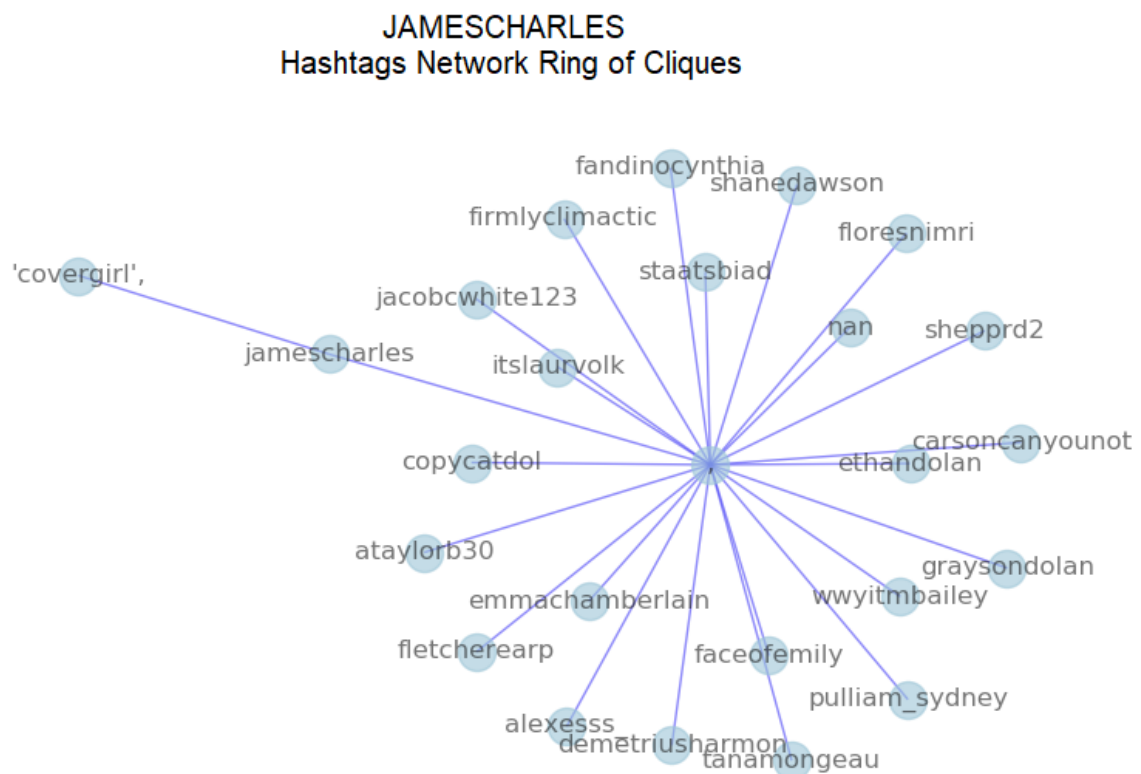 JAMESCHARLES
Hashtags Network Ring of Cliques
fandinocynthia
shanedawson
firmlyclimactic
floresnimri
'covergirl',
staatsbiad
jacobcwhite123
nan
shepprd2
jamescharles
itslaurvolk
carsoncanyounot
copycatdol
ethandolan
ataylorb30
graysondolan
emmachamberlain
wwyitmbailey
fletcherearp
faceofemily
pulliam_sydney
alexesss_
demetriusharmon
tanamongeau